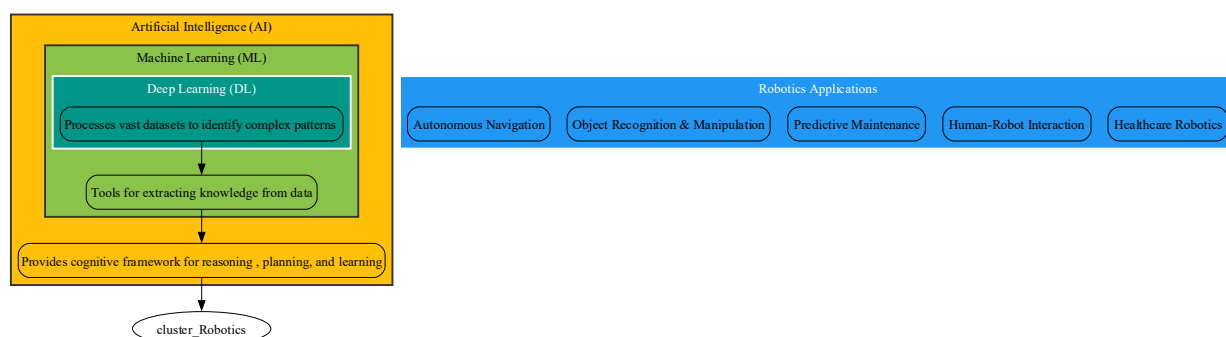 Artificial Intelligence (AI)
Machine Learning (ML)
Deep Learning (DL)
Processes vast datasets to identify complex patterns
Tools for extracting knowledge from data
Provides cognitive framework for reasoning , planning, and learning
cluster_Robotics
Robotics Applications
Autonomous Navigation
Object Recognition & Manipulation
Predictive Maintenance
Human-Robot Interaction
Healthcare Robotics